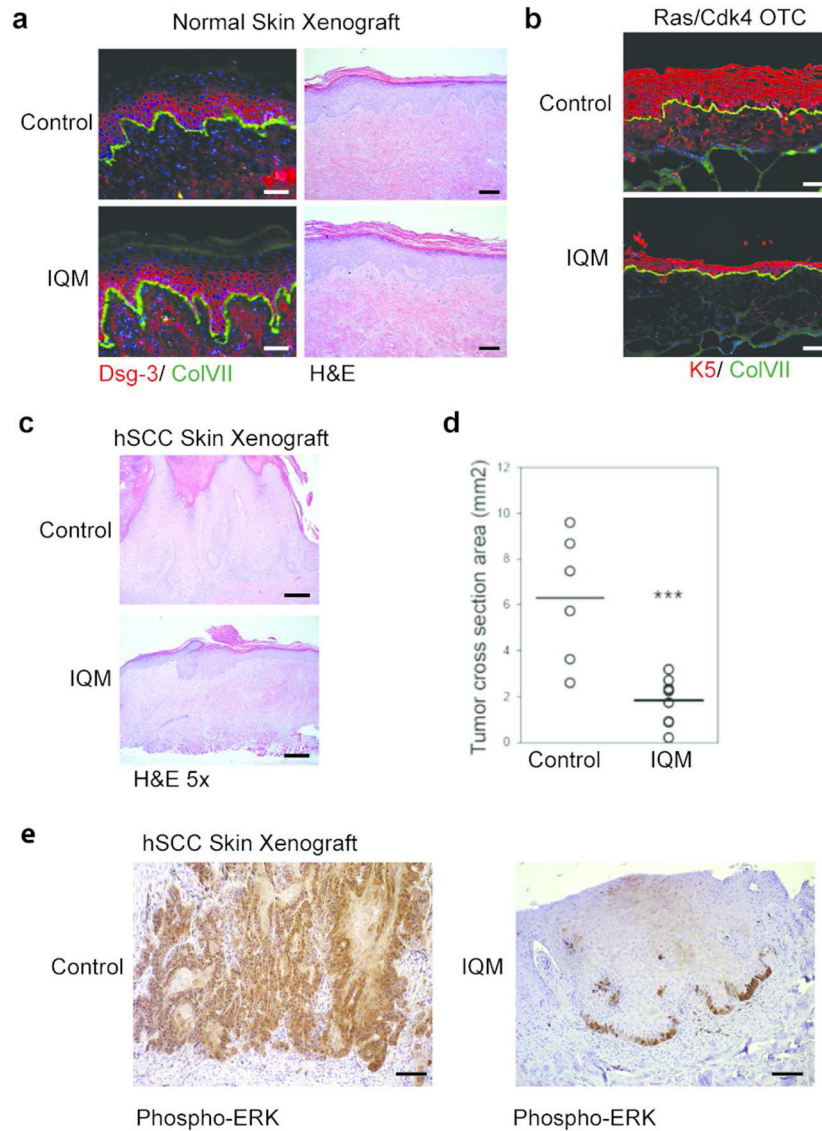 a
Normal Skin Xenograft
Control
IQM
Dsg-3/ ColVII
H&E
b
Ras/Cdk4 OTC
Control
IQM
K5/ ColVII
c
hSCC Skin Xenograft
Control
IQM
H&E 5x
d
Tumor cross section area (mm2)
12
10
8
6
4
2
0
***
Control
IQM
e
hSCC Skin Xenograft
Control
IQM
Phospho-ERK
Phospho-ERK